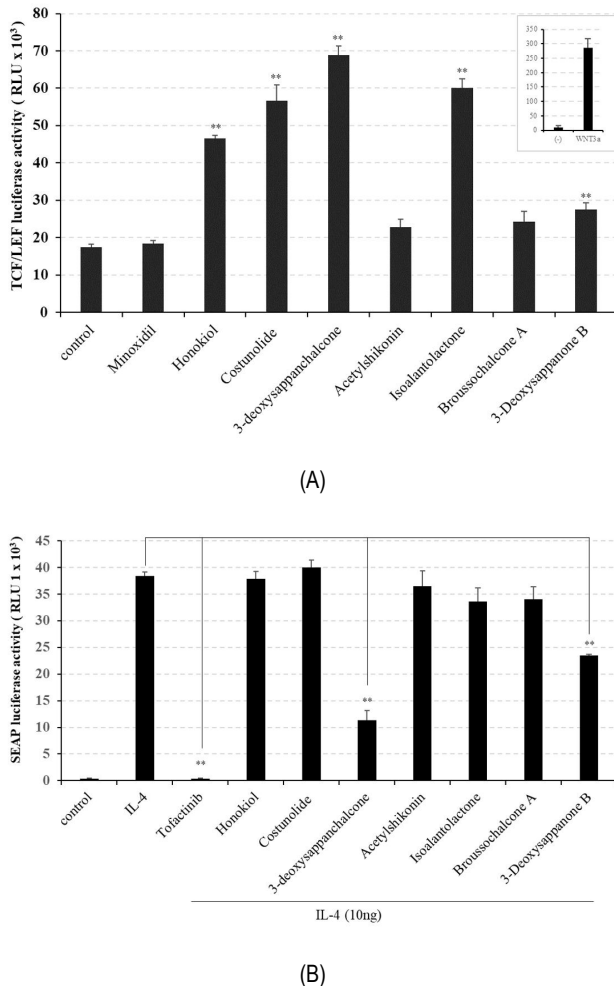 TCF/LEF luciferase activity ( RLU x 10³)
80
70
60
50
40
30
20
10
0
**
**
**
**
**
350
300
250
200
150
100
50
0
(-)
WNT3a
control
Minoxidil
Honokiol
Costunolide
3-deoxysappanchalcone
Acetylshikonin
Isoalantolactone
Broussochalcone A
3-Deoxysappanone B
(A)
SEAP luciferase activity ( RLU 1 x 10³)
45
40
35
30
25
20
15
10
5
0
**
**
**
control
IL-4
Tofactinib
Honokiol
Costunolide
3-deoxysappanchalcone
Acetylshikonin
Isoalantolactone
Broussochalcone A
3-Deoxysappanone B
IL-4 (10ng)
(B)